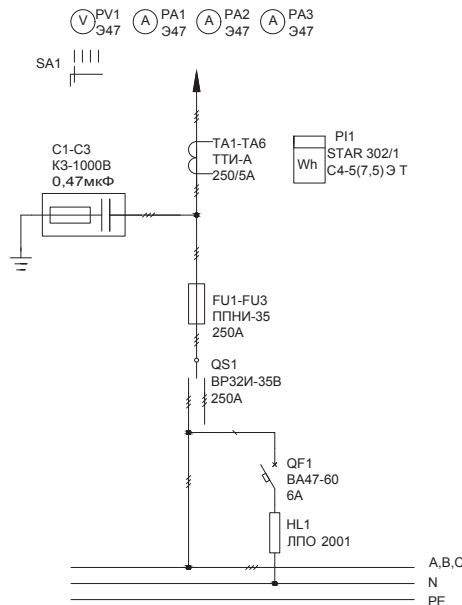 V PV1
Э47
A PA1
Э47
A PA2
Э47
A PA3
Э47
SA1
TA1-TA6
ТТИ-А
250/5А
PI1
Wh
STAR 302/1
С4-5(7,5) Э Т
C1-C3
К3-1000В
0,47мкФ
FU1-FU3
ППНИ-35
250А
QS1
ВР32И-35В
250А
QF1
ВА47-60
6А
HL1
ЛПО 2001
A,B,C
N
PE